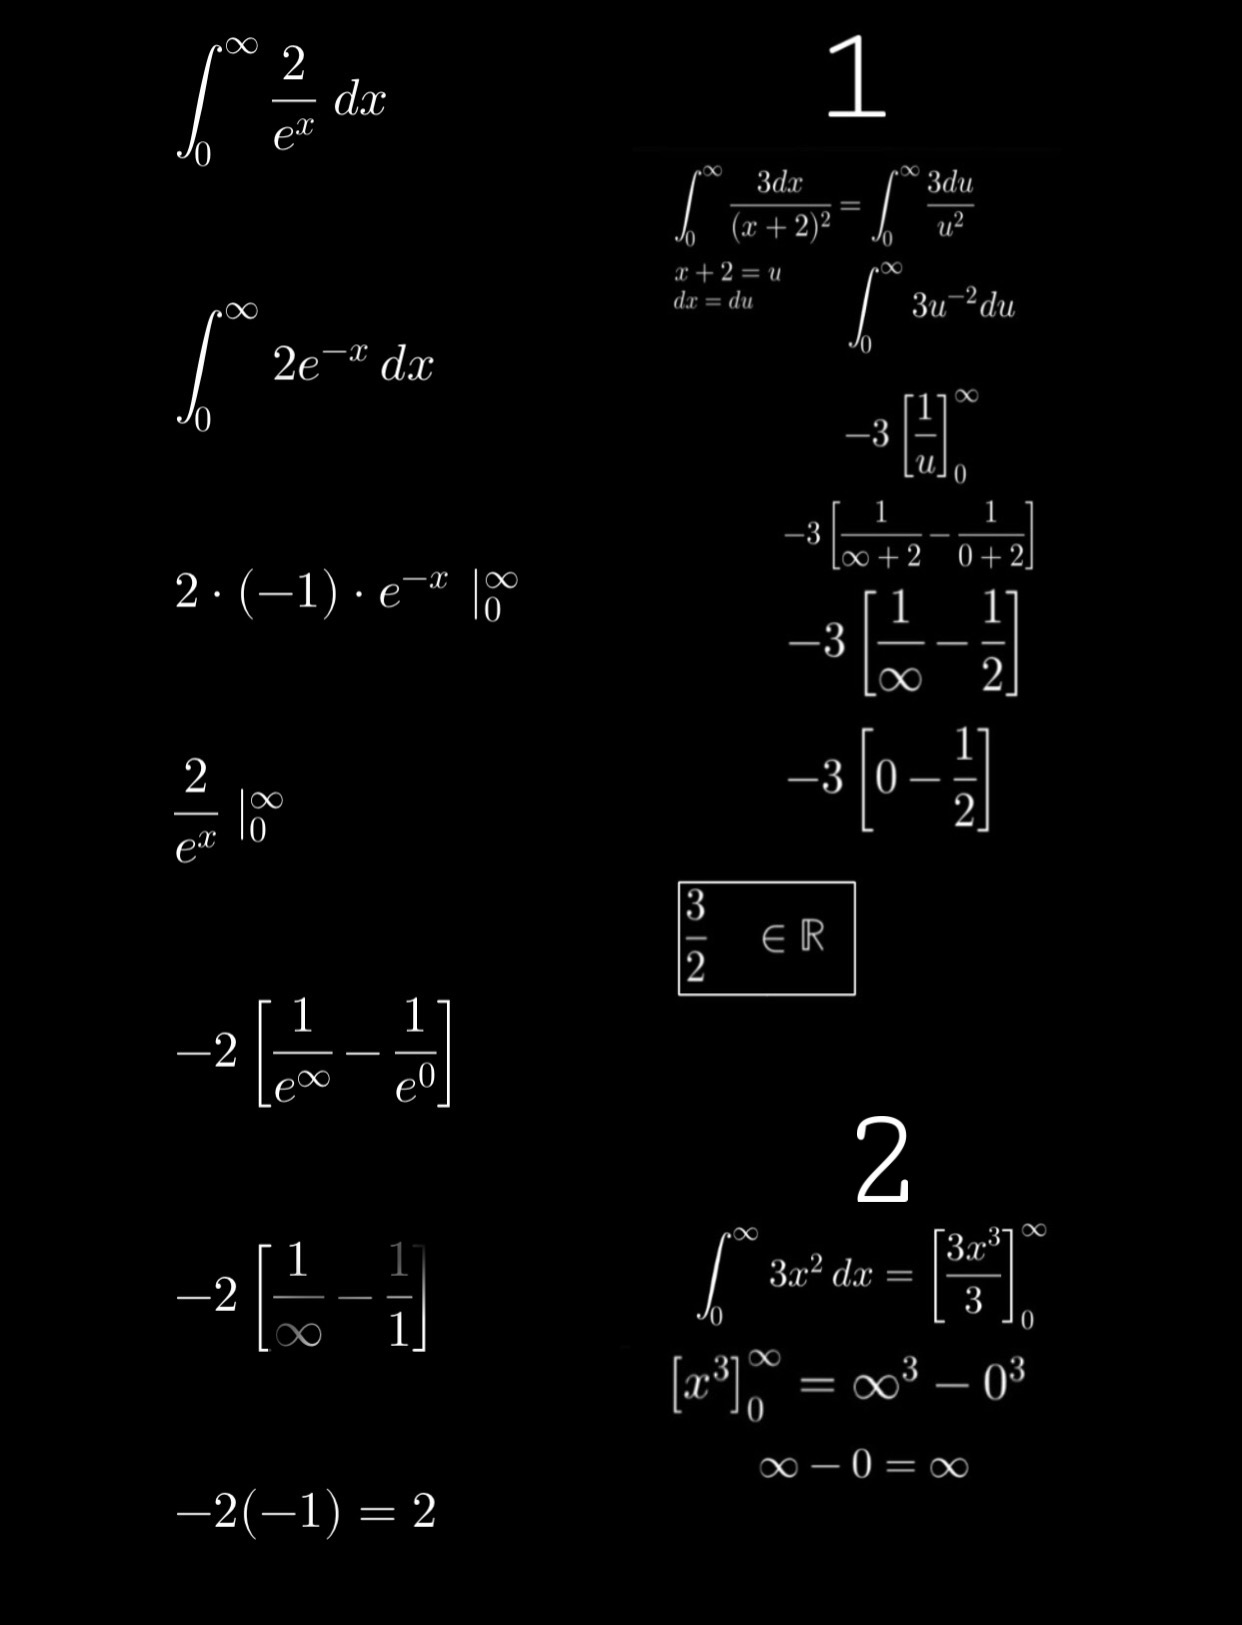 ∫₀^∞ 2/eˣ dx
∫₀^∞ 2e⁻ˣ dx
2 · (−1) · e⁻ˣ |₀^∞
2/eˣ |₀^∞
−2 [1/e^∞ − 1/e⁰]
−2 [1/∞ − 1/1]
−2(−1) = 2
1
∫₀^∞ 3dx/(x + 2)² = ∫₀^∞ 3du/u²
x + 2 = u
dx = du
∫₀^∞ 3u⁻²du
−3 [1/u]₀^∞
−3 [1/(∞ + 2) − 1/(0 + 2)]
−3 [1/∞ − 1/2]
−3 [0 − 1/2]
3/2 ∈ ℝ
2
∫₀^∞ 3x² dx = [3x³/3]₀^∞
[x³]₀^∞ = ∞³ − 0³
∞ − 0 = ∞